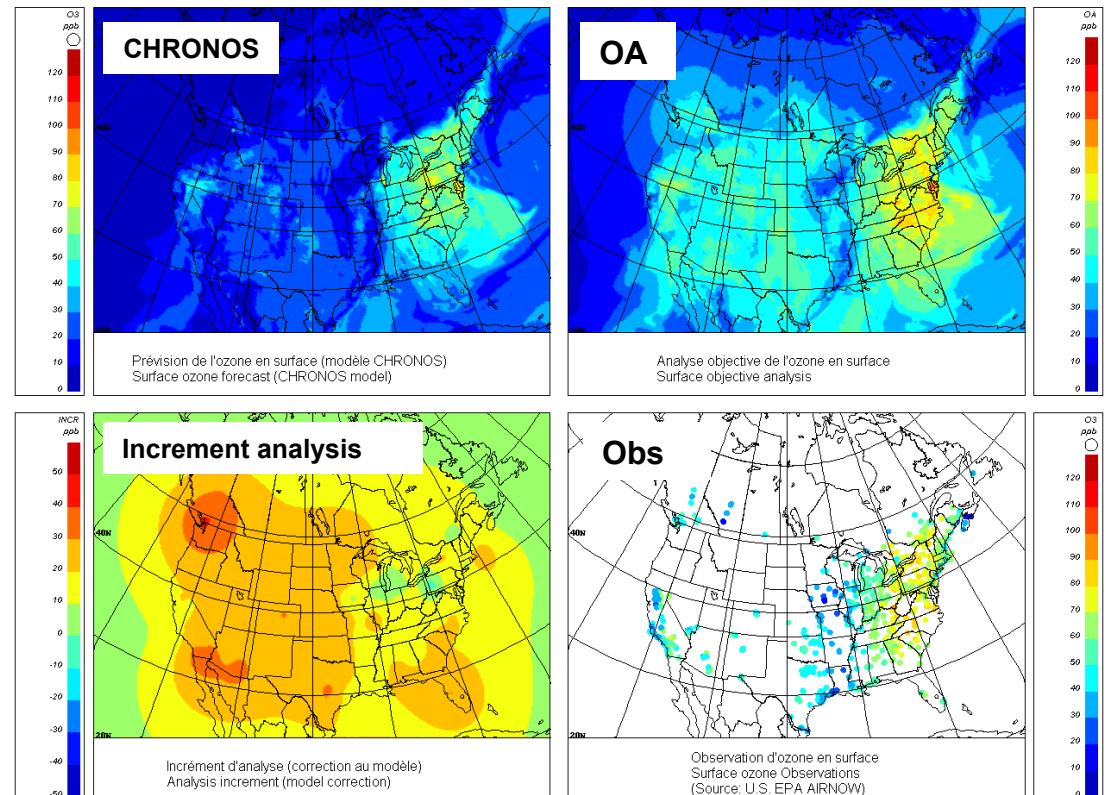 O3
ppb
120
110
100
90
80
70
60
50
40
30
20
10
0
CHRONOS
40N
Prévision de l'ozone en surface (modèle CHRONOS)
Surface ozone forecast (CHRONOS model)
OA
40N
Analyse objective de l'ozone en surface
Surface objective analysis
OA
ppb
120
110
100
90
80
70
60
50
40
30
20
10
0
INCR
ppb
50
40
30
20
10
0
-10
-20
-30
-40
-50
Increment analysis
40N
20N
Incrément d'analyse (correction au modèle)
Analysis increment (model correction)
Obs
40N
20N
Observation d'ozone en surface
Surface ozone Observations
(Source: U.S. EPA AIRNOW)
O3
ppb
120
110
100
90
80
70
60
50
40
30
20
10
0